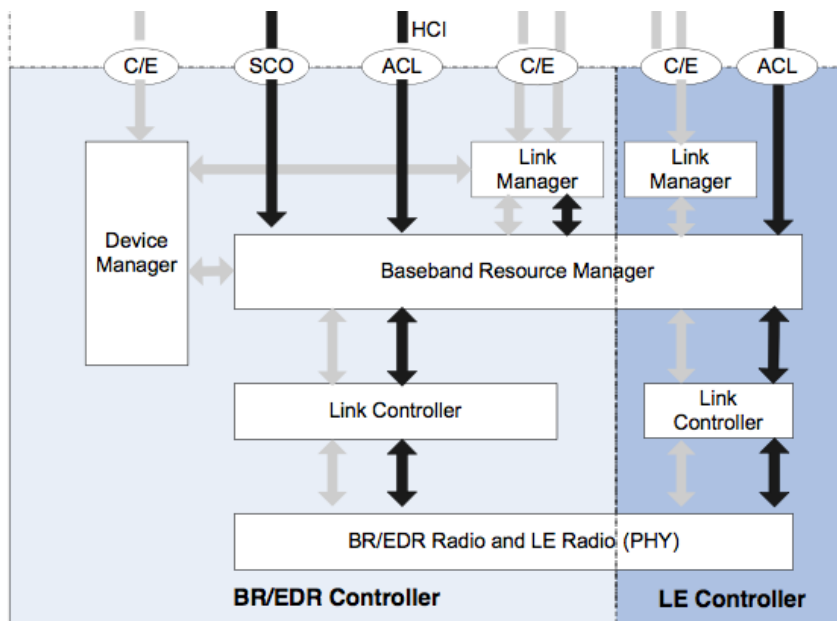 HCI
C/E
SCO
ACL
C/E
C/E
ACL
Link
Manager
Link
Manager
Device
Manager
Baseband Resource Manager
Link Controller
Link
Controller
BR/EDR Radio and LE Radio (PHY)
BR/EDR Controller
LE Controller